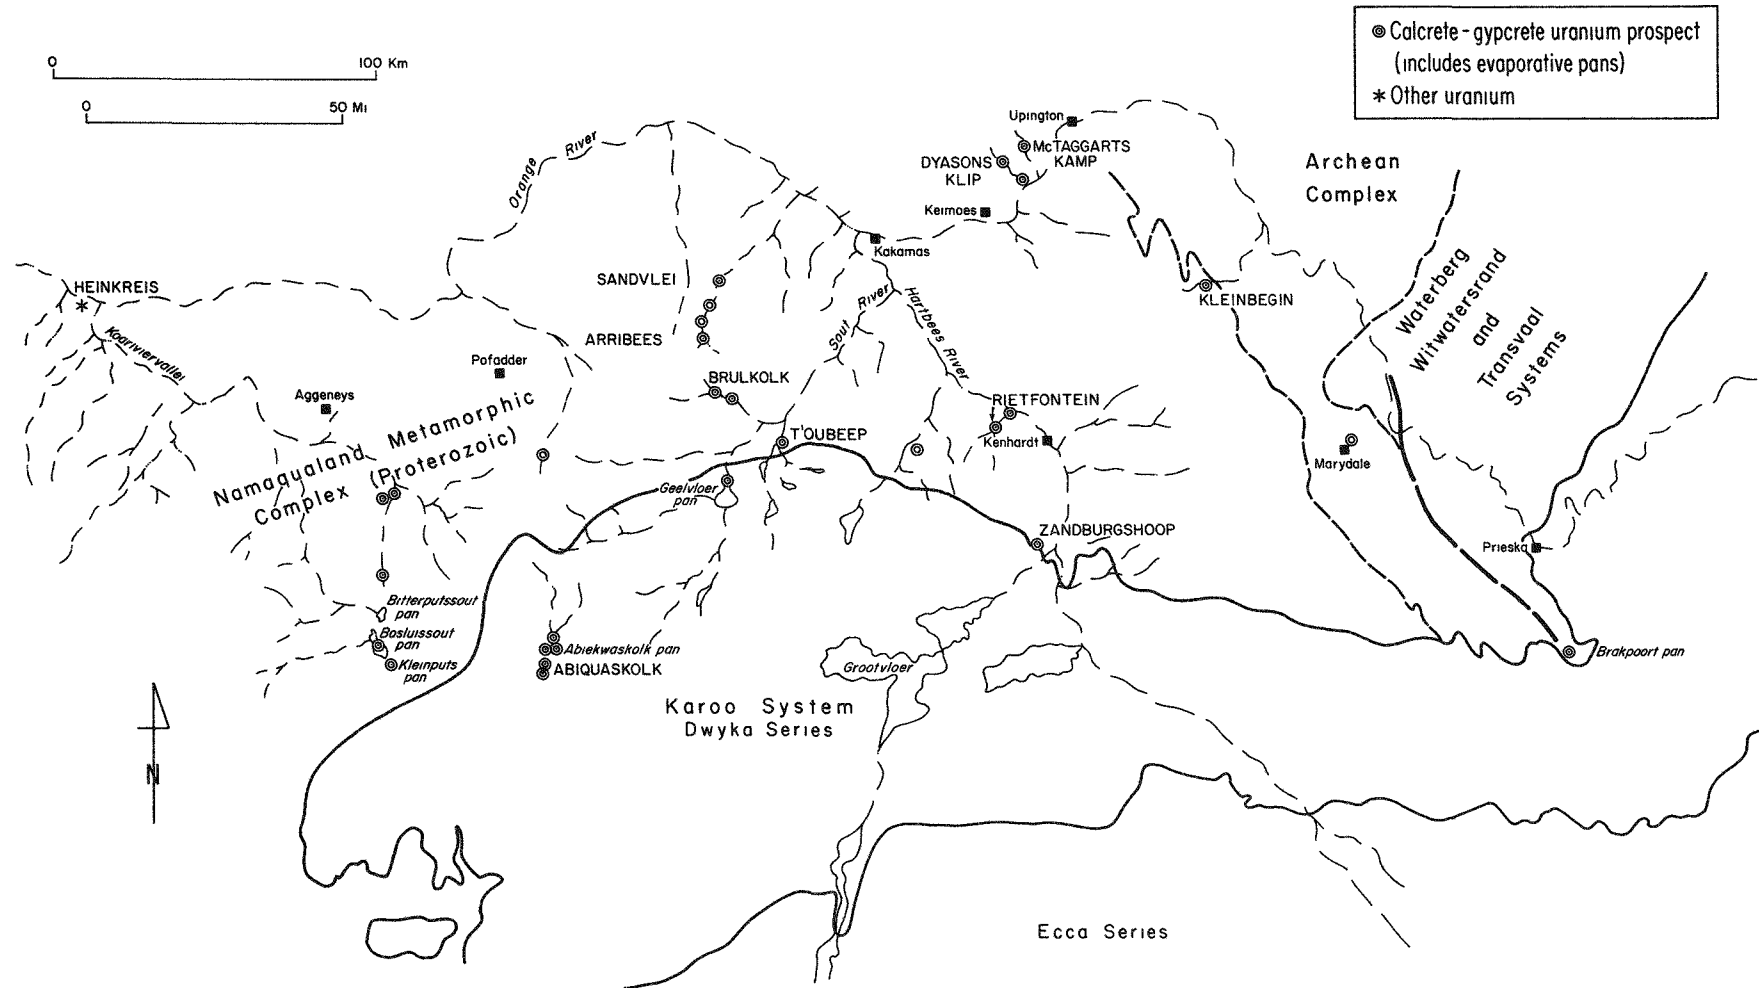 0 100 Km
0 50 Mi
◎ Calcrete - gypcrete uranium prospect
(includes evaporative pans)
* Other uranium
Orange River
Upington
McTAGGARTS
KAMP
DYASONS
KLIP
Keimoes
Kakamas
Archean
Complex
HEINKREIS
Koariviervallei
SANDVLEI
ARRIBEES
Sout River
Hartbees River
KLEINBEGIN
Waterberg
Witwatersrand
and
Transvaal
Systems
Pofadder
Aggeneys
BRULKOLK
RIETFONTEIN
Kenhardt
T'OUBEEP
Marydale
Namaqualand Metamorphic
Complex (Proterozoic)
Geelvloer
pan
ZANDBURGSHOOP
Prieska
Bitterputssout
pan
Bosluissout
pan
Kleinputs
pan
Abiekwaskolk pan
ABIQUASKOLK
Grootvloer
Brakpoort pan
Karoo System
Dwyka Series
N
Ecca Series